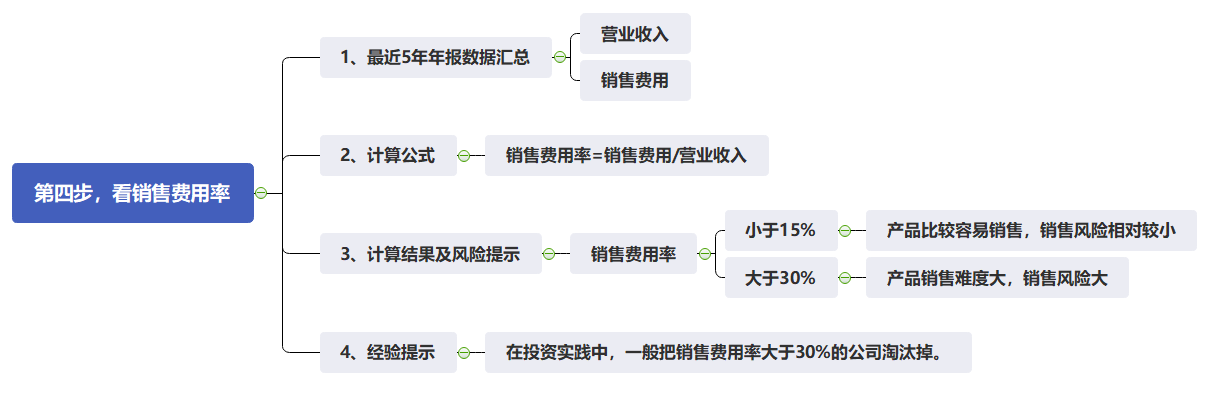 第四步，看销售费用率
1、最近5年年报数据汇总
营业收入
销售费用
2、计算公式
销售费用率=销售费用/营业收入
3、计算结果及风险提示
销售费用率
小于15%
产品比较容易销售，销售风险相对较小
大于30%
产品销售难度大，销售风险大
4、经验提示
在投资实践中，一般把销售费用率大于30%的公司淘汰掉。